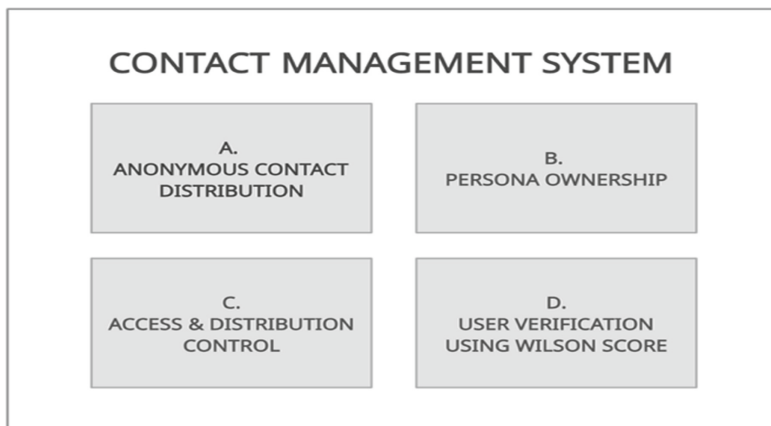 CONTACT MANAGEMENT SYSTEM
A.
ANONYMOUS CONTACT
DISTRIBUTION
B.
PERSONA OWNERSHIP
C.
ACCESS & DISTRIBUTION
CONTROL
D.
USER VERIFICATION
USING WILSON SCORE